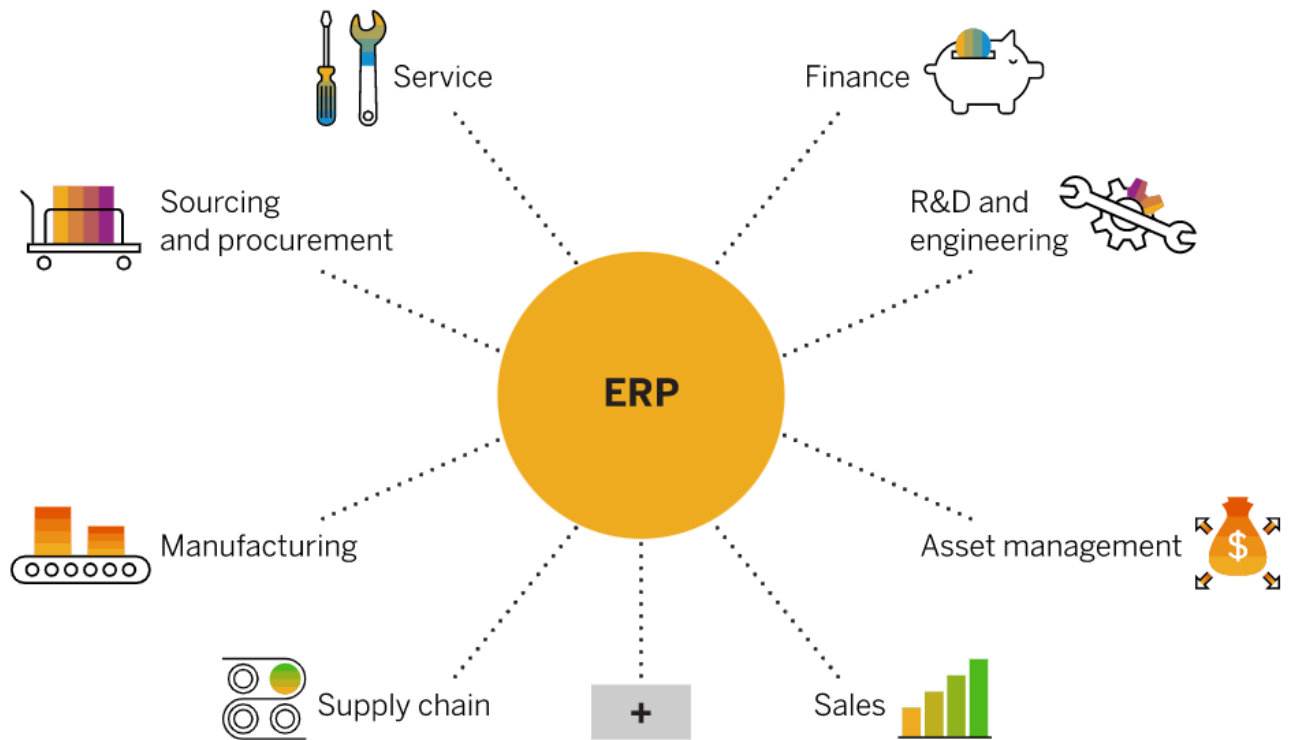 Service
Finance
Sourcing
and procurement
R&D and
engineering
ERP
Manufacturing
Asset management
$
Supply chain
+
Sales